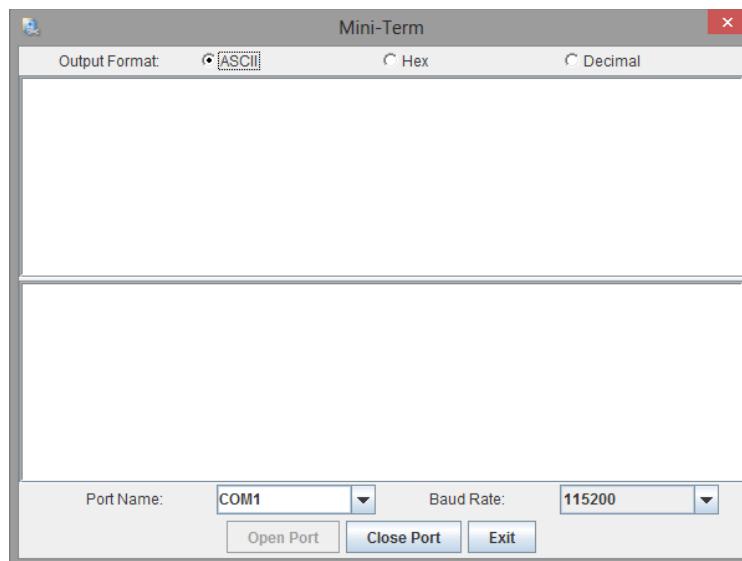 Mini-Term
Output Format: ASCII Hex Decimal
Port Name: COM1 Baud Rate: 115200
Open Port Close Port Exit